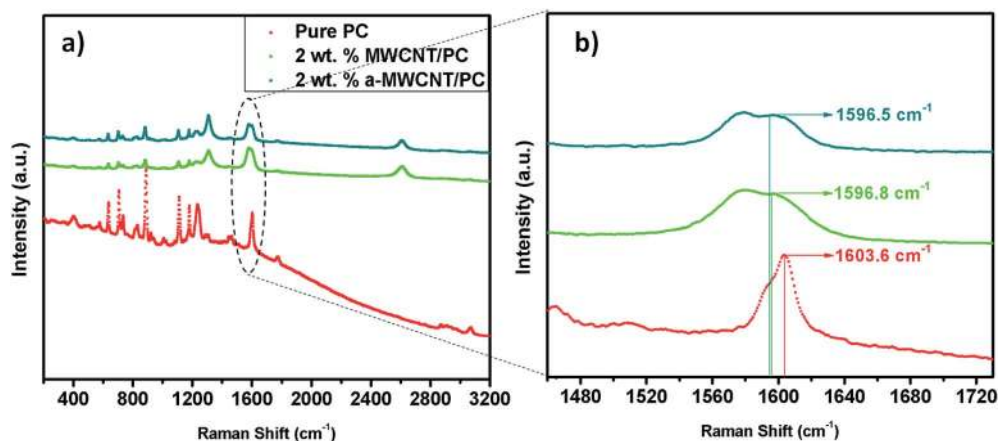 a)
Pure PC
2 wt. % MWCNT/PC
2 wt. % a-MWCNT/PC
Intensity (a.u.)
400 800 1200 1600 2000 2400 2800 3200
Raman Shift (cm⁻¹)
b)
1596.5 cm⁻¹
1596.8 cm⁻¹
1603.6 cm⁻¹
Intensity (a.u.)
1480 1520 1560 1600 1640 1680 1720
Raman Shift (cm⁻¹)